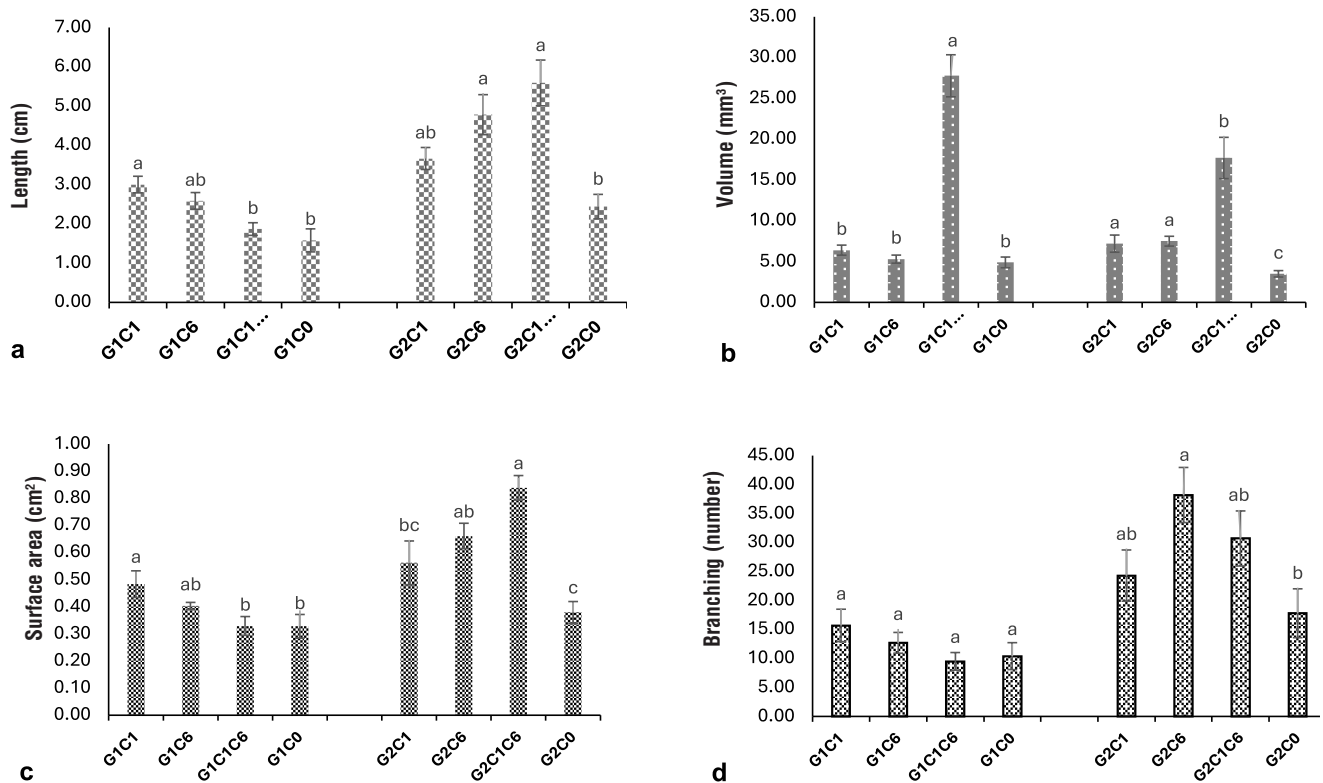 7.00
6.00
5.00
4.00
3.00
2.00
1.00
0.00
Length (cm)
a
ab
b
b
ab
a
a
b
G1C1
G1C6
G1C1...
G1C0
G2C1
G2C6
G2C1...
G2C0
a
35.00
30.00
25.00
20.00
15.00
10.00
5.00
0.00
Volume (mm³)
b
b
a
b
a
a
b
c
G1C1
G1C6
G1C1...
G1C0
G2C1
G2C6
G2C1...
G2C0
b
1.00
0.90
0.80
0.70
0.60
0.50
0.40
0.30
0.20
0.10
0.00
Surface area (cm²)
a
ab
b
b
bc
ab
a
c
G1C1
G1C6
G1C1C6
G1C0
G2C1
G2C6
G2C1C6
G2C0
c
45.00
40.00
35.00
30.00
25.00
20.00
15.00
10.00
5.00
0.00
Branching (number)
a
a
a
a
ab
a
ab
b
G1C1
G1C6
G1C1C6
G1C0
G2C1
G2C6
G2C1C6
G2C0
d